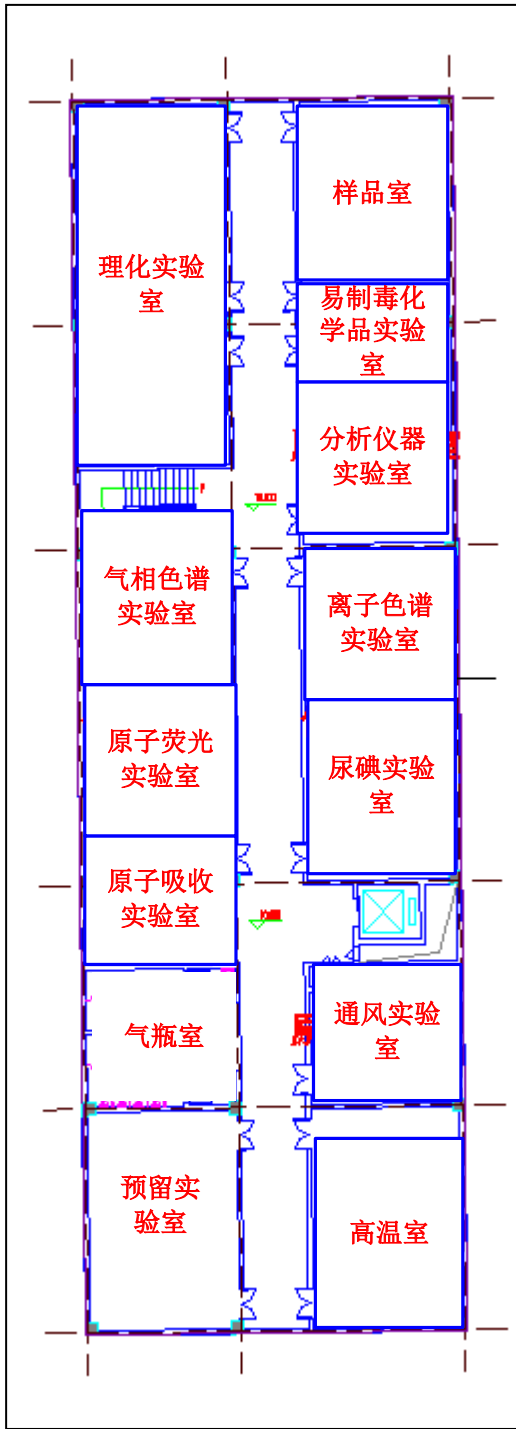 样品室
理化实验
室
易制毒化
学品实验
室
分析仪器
实验室
气相色谱
实验室
离子色谱
实验室
原子荧光
实验室
尿碘实验
室
原子吸收
实验室
气瓶室
通风实验
室
预留实
验室
高温室